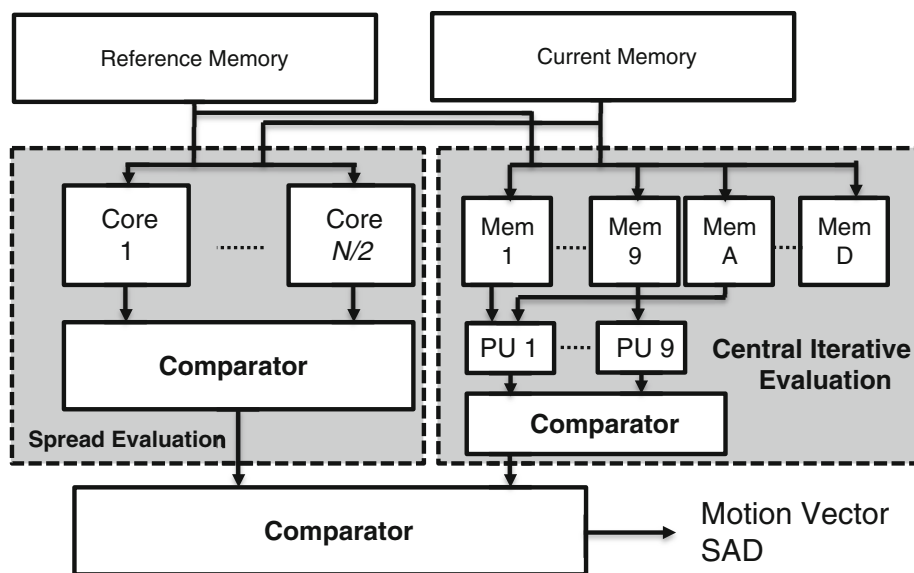 Reference Memory
Current Memory
Core
1
Core
N/2
Mem
1
Mem
9
Mem
A
Mem
D
PU 1
PU 9
Comparator
Central Iterative
Evaluation
Comparator
Spread Evaluation
Comparator
Motion Vector
SAD